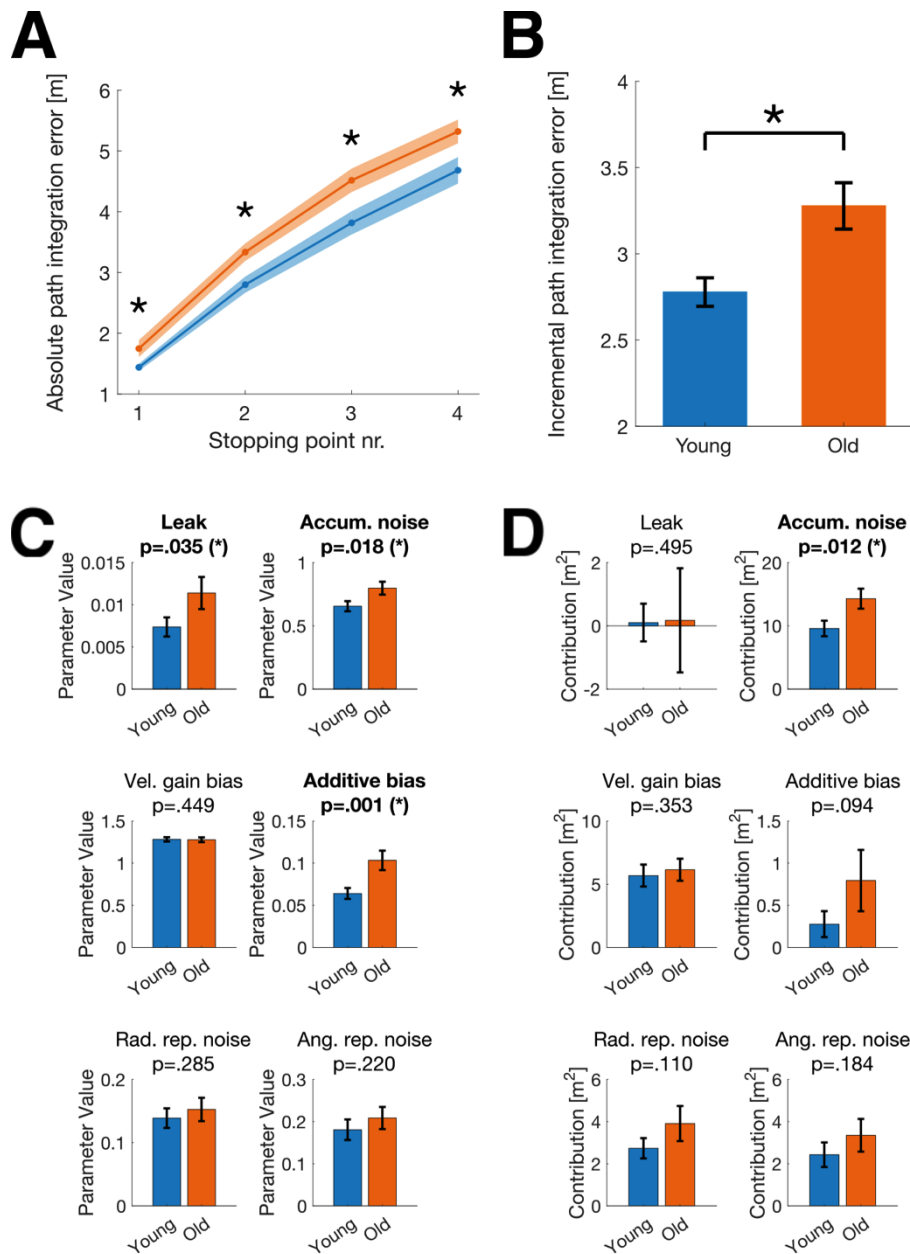 A
Absolute path integration error [m]
6
5
4
3
2
1
*
*
*
*
1 2 3 4
Stopping point nr.
B
Incremental path integration error [m]
4
3.5
3
2.5
2
*
Young Old
C
Leak
p=.035 (*)
Parameter Value
0.015
0.01
0.005
0
Young Old
Accum. noise
p=.018 (*)
Parameter Value
1
0.5
0
Young Old
Vel. gain bias
p=.449
Parameter Value
1.5
1
0.5
0
Young Old
Additive bias
p=.001 (*)
Parameter Value
0.15
0.1
0.05
0
Young Old
Rad. rep. noise
p=.285
Parameter Value
0.2
0.1
0
Young Old
Ang. rep. noise
p=.220
Parameter Value
0.3
0.2
0.1
0
Young Old
D
Leak
p=.495
Contribution [m²]
2
0
-2
Young Old
Accum. noise
p=.012 (*)
Contribution [m²]
20
10
0
Young Old
Vel. gain bias
p=.353
Contribution [m²]
10
5
0
Young Old
Additive bias
p=.094
Contribution [m²]
1.5
1
0.5
0
Young Old
Rad. rep. noise
p=.110
Contribution [m²]
6
4
2
0
Young Old
Ang. rep. noise
p=.184
Contribution [m²]
6
4
2
0
Young Old